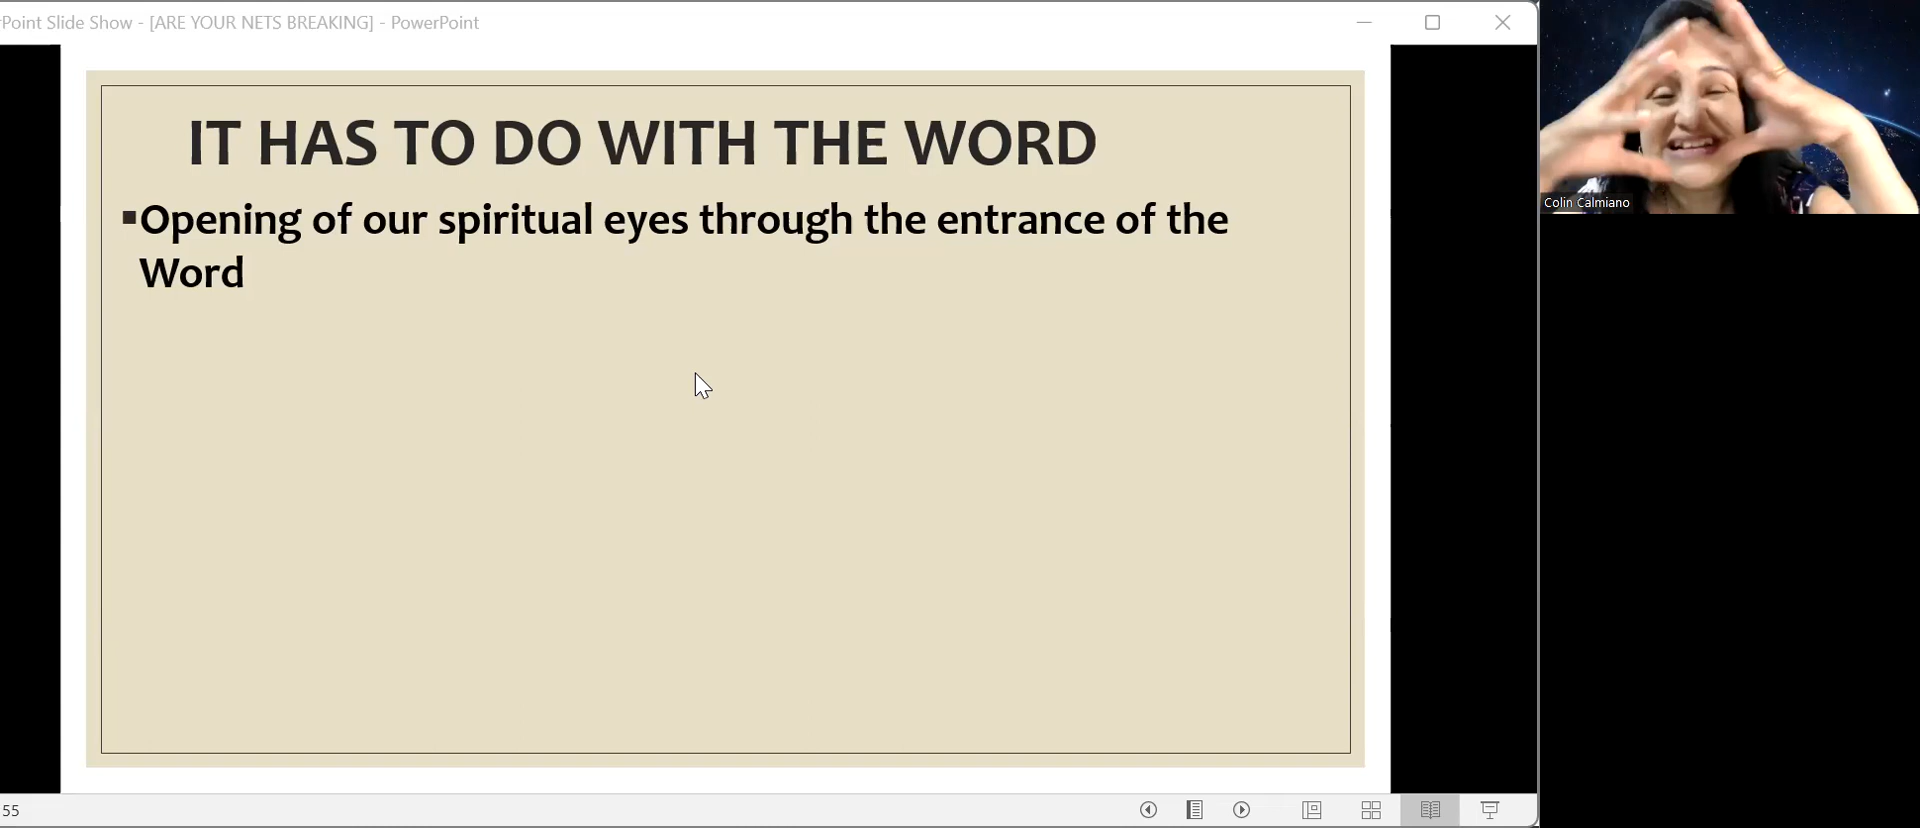 Point Slide Show - [ARE YOUR NETS BREAKING] - PowerPoint
IT HAS TO DO WITH THE WORD
▪Opening of our spiritual eyes through the entrance of the
Word
Colin Calmiano
55